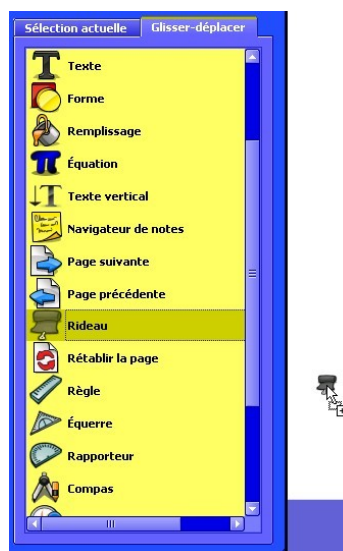 Sélection actuelle
Glisser-déplacer
Texte
Forme
Remplissage
Équation
Texte vertical
Navigateur de notes
Page suivante
Page précédente
Rideau
Rétablir la page
Règle
Équerre
Rapporteur
Compas